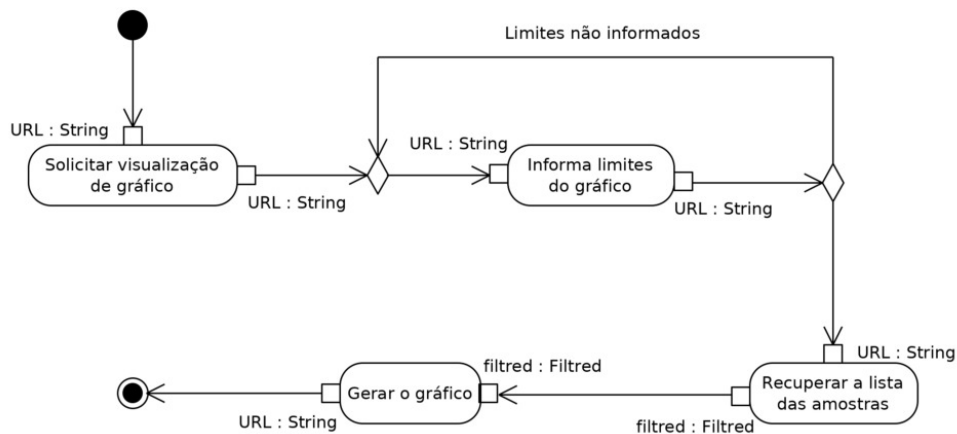 Limites não informados
URL : String
Solicitar visualização
de gráfico
URL : String
URL : String
Informa limites
do gráfico
URL : String
URL : String
Recuperar a lista
das amostras
filtred : Filtred
filtred : Filtred
Gerar o gráfico
URL : String